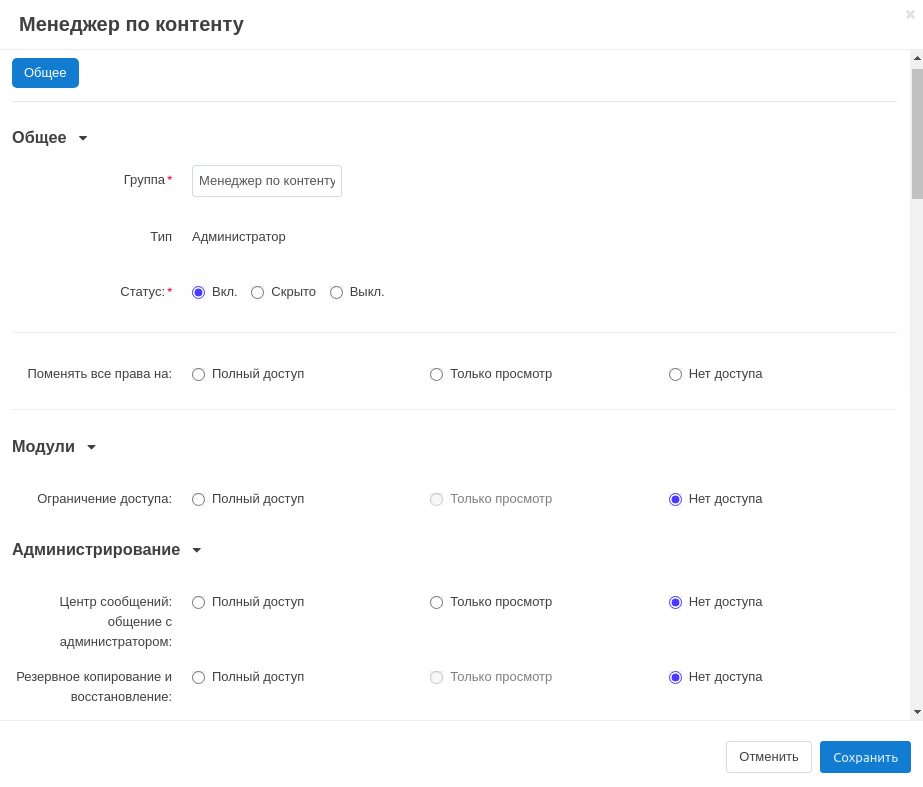 Менеджер по контенту
Общее
Общее
Группа*
Менеджер по контенту
Тип
Администратор
Статус:*
Вкл. Скрыто Выкл.
Поменять все права на: Полный доступ Только просмотр Нет доступа
Модули
Ограничение доступа: Полный доступ Только просмотр Нет доступа
Администрирование
Центр сообщений: Полный доступ Только просмотр Нет доступа
общение с
администратором:
Резервное копирование и Полный доступ Только просмотр Нет доступа
восстановление:
Отменить Сохранить